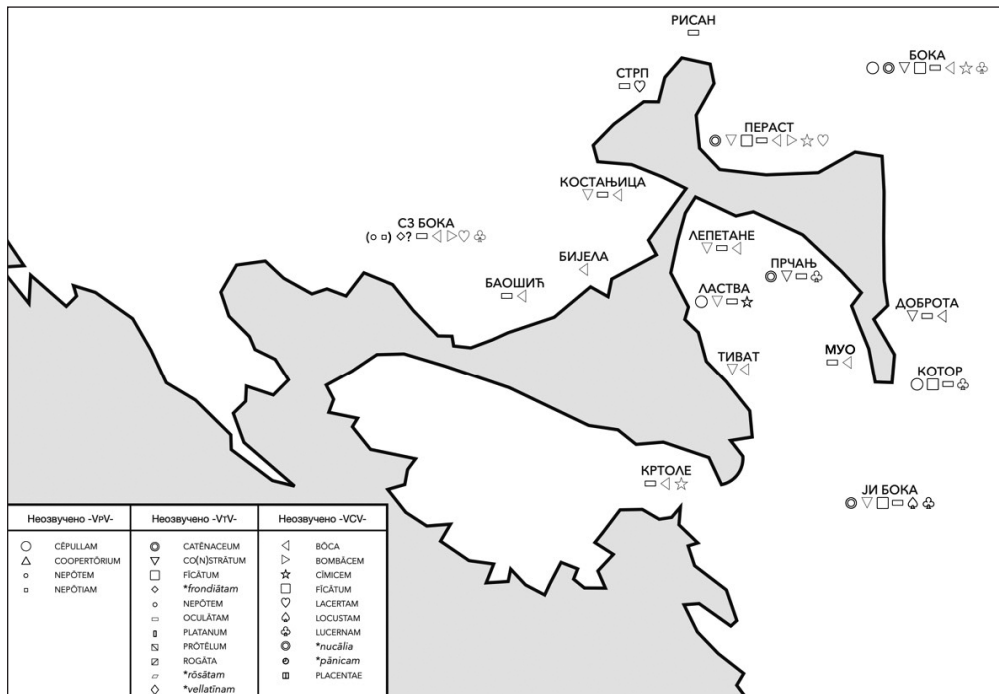 РИСАН
БОКА
СТРП
ПЕРАСТ
КОСТАЊИЦА
СЗ БОКА
ЛЕПЕТАНЕ
БИЈЕЛА
ПРЧАЊ
БАОШИЋ
ЛАСТВА
ДОБРОТА
ТИВАТ
МУО
КОТОР
КРТОЛЕ
ЈИ БОКА
Неозвучено -VPV-
CĒPULLAM
COOPERTŌRIUM
NEPŌTEM
NEPŌTIAM
Неозвучено -VTV-
CATĒNACEUM
CO(N)STRĀTUM
FĪCĀTUM
*frondiātam
NEPŌTEM
OCULĀTAM
PLATANUM
PRŌTĒLUM
ROGĀTA
*rōsātam
*vellatīnam
Неозвучено -VCV-
BŌCA
BOMBĀCEM
CĪMICEM
FĪCĀTUM
LACERTAM
LOCUSTAM
LUCERNAM
*nucālia
*pānicam
PLACENTAE